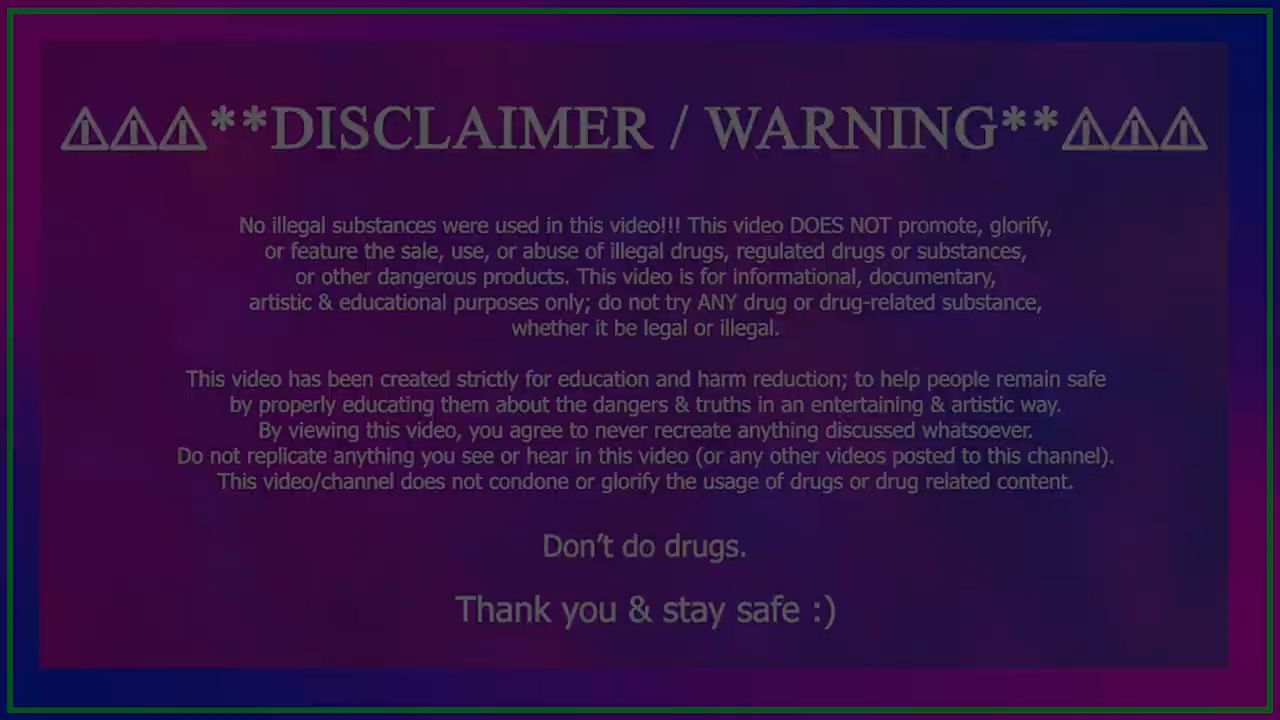 ⚠⚠⚠**DISCLAIMER / WARNING**⚠⚠⚠
No illegal substances were used in this video!!! This video DOES NOT promote, glorify,
or feature the sale, use, or abuse of illegal drugs, regulated drugs or substances,
or other dangerous products. This video is for informational, documentary,
artistic & educational purposes only; do not try ANY drug or drug-related substance,
whether it be legal or illegal.
This video has been created strictly for education and harm reduction; to help people remain safe
by properly educating them about the dangers & truths in an entertaining & artistic way.
By viewing this video, you agree to never recreate anything discussed whatsoever.
Do not replicate anything you see or hear in this video (or any other videos posted to this channel).
This video/channel does not condone or glorify the usage of drugs or drug related content.
Don’t do drugs.
Thank you & stay safe :)